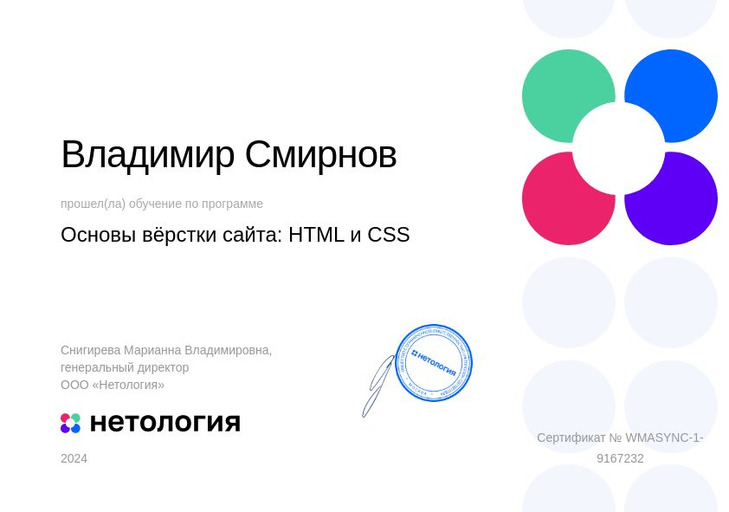 Владимир Смирнов
прошел(ла) обучение по программе
Основы вёрстки сайта: HTML и CSS
Снигирева Марианна Владимировна,
генеральный директор
ООО «Нетология»
нетология
2024
нетология
МОСКВА
Сертификат № WMASYNC-1-
9167232